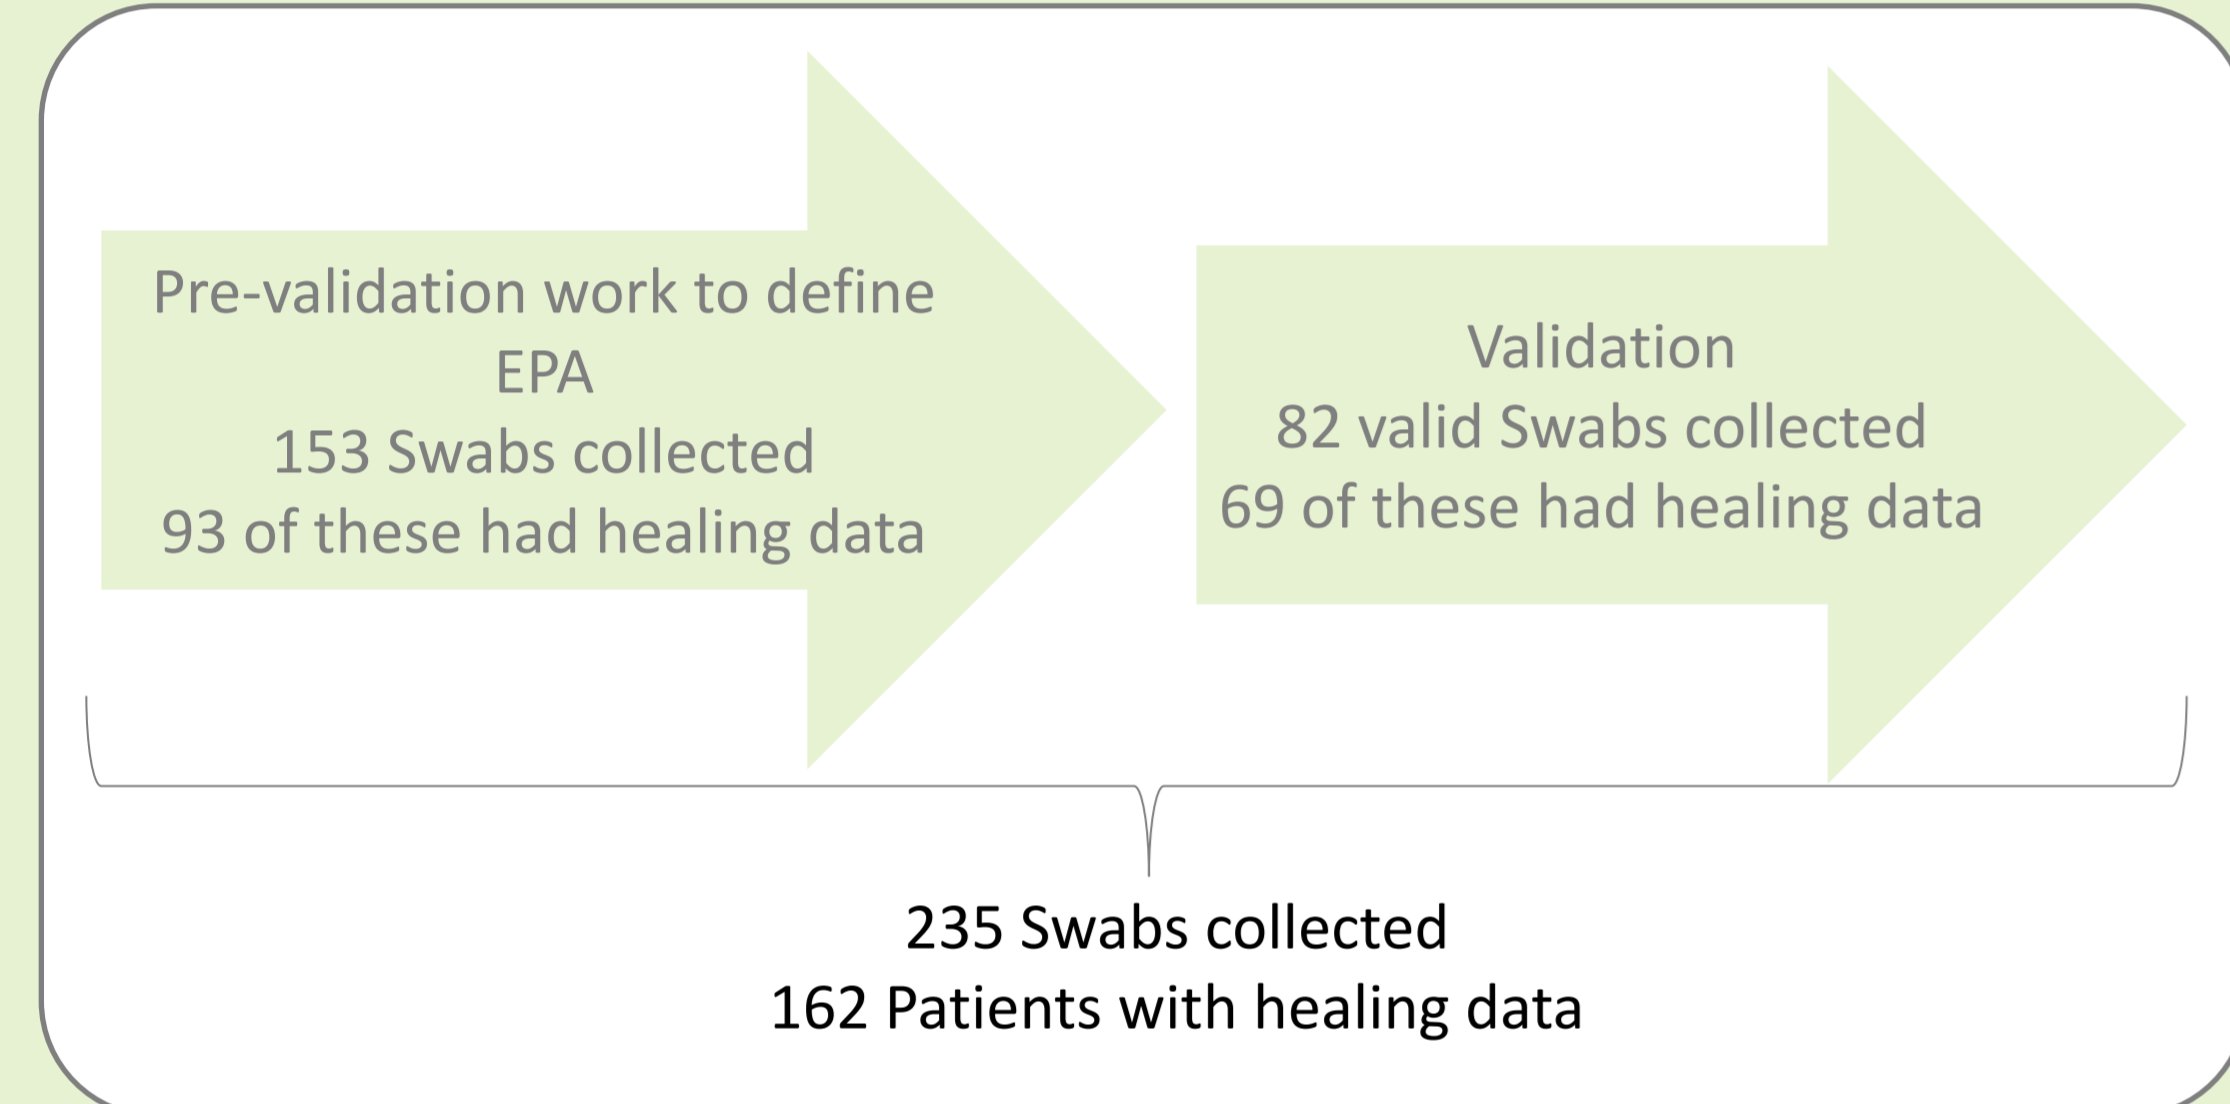 Pre-validation work to define
EPA
153 Swabs collected
93 of these had healing data
Validation
82 valid Swabs collected
69 of these had healing data
235 Swabs collected
162 Patients with healing data